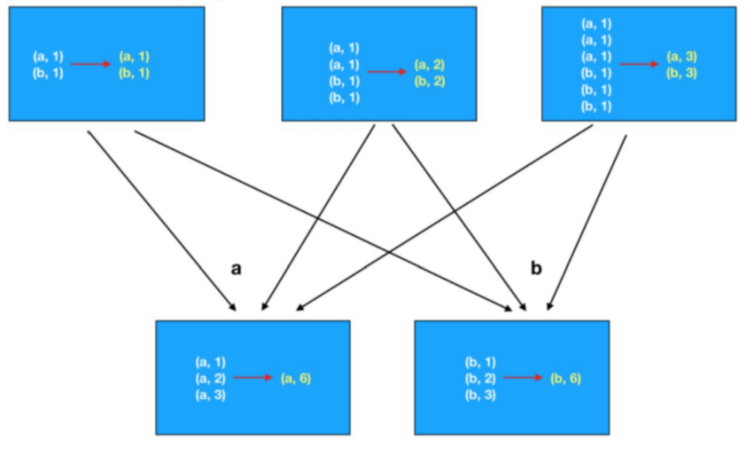 (a, 1)
(b, 1)
(a, 1)
(b, 1)
(a, 1)
(a, 1)
(b, 1)
(b, 1)
(a, 2)
(b, 2)
(a, 1)
(a, 1)
(a, 1)
(b, 1)
(b, 1)
(b, 1)
(a, 3)
(b, 3)
a
b
(a, 1)
(a, 2)
(a, 3)
(a, 6)
(b, 1)
(b, 2)
(b, 3)
(b, 6)